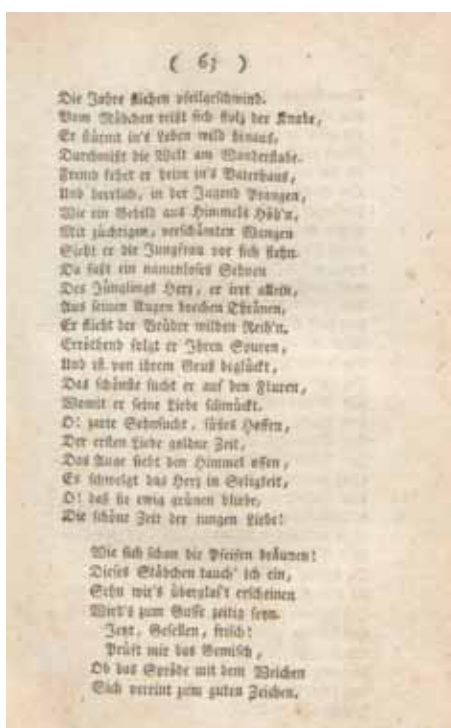 ( 63 )
Die Jahre fliehen pfeilgeschwind.
Vom Mädchen reißt sich stolz der Knabe,
Er stürmt in's Leben wild hinaus,
Durchmißt die Welt am Wanderstabe.
Fremd kehrt er heim in's Vaterhaus,
Und herrlich, in der Jugend Prangen,
Wie ein Gebild aus Himmels Höh'n,
Mit züchtigen, verschämten Wangen
Sieht er die Jungfrau vor sich stehn.
Da faßt ein namenloses Sehnen
Des Jünglings Herz, er irrt allein,
Aus seinen Augen brechen Thränen,
Er flieht der Brüder wilden Reih'n,
Erröthend folgt er Ihren Spuren,
Und ist von ihrem Gruß beglückt,
Das schönste sucht er auf den Fluren,
Womit er seine Liebe schmückt.
O! zarte Sehnsucht, süßes Hoffen,
Der ersten Liebe goldne Zeit,
Das Auge sieht den Himmel offen,
Es schwelgt das Herz in Seligkeit,
O! daß sie ewig grünen bliebe,
Die schöne Zeit der jungen Liebe!
Wie sich schon die Pfeifen bräunen!
Dieses Stäbchen tauch' ich ein,
Sehn wir's überglas't erscheinen
Wird's zum Gusse zeitig seyn.
Jezt, Gesellen, frisch!
Prüft mir das Gemisch,
Ob das Spröde mit dem Weichen
Sich vereint zum guten Zeichen.